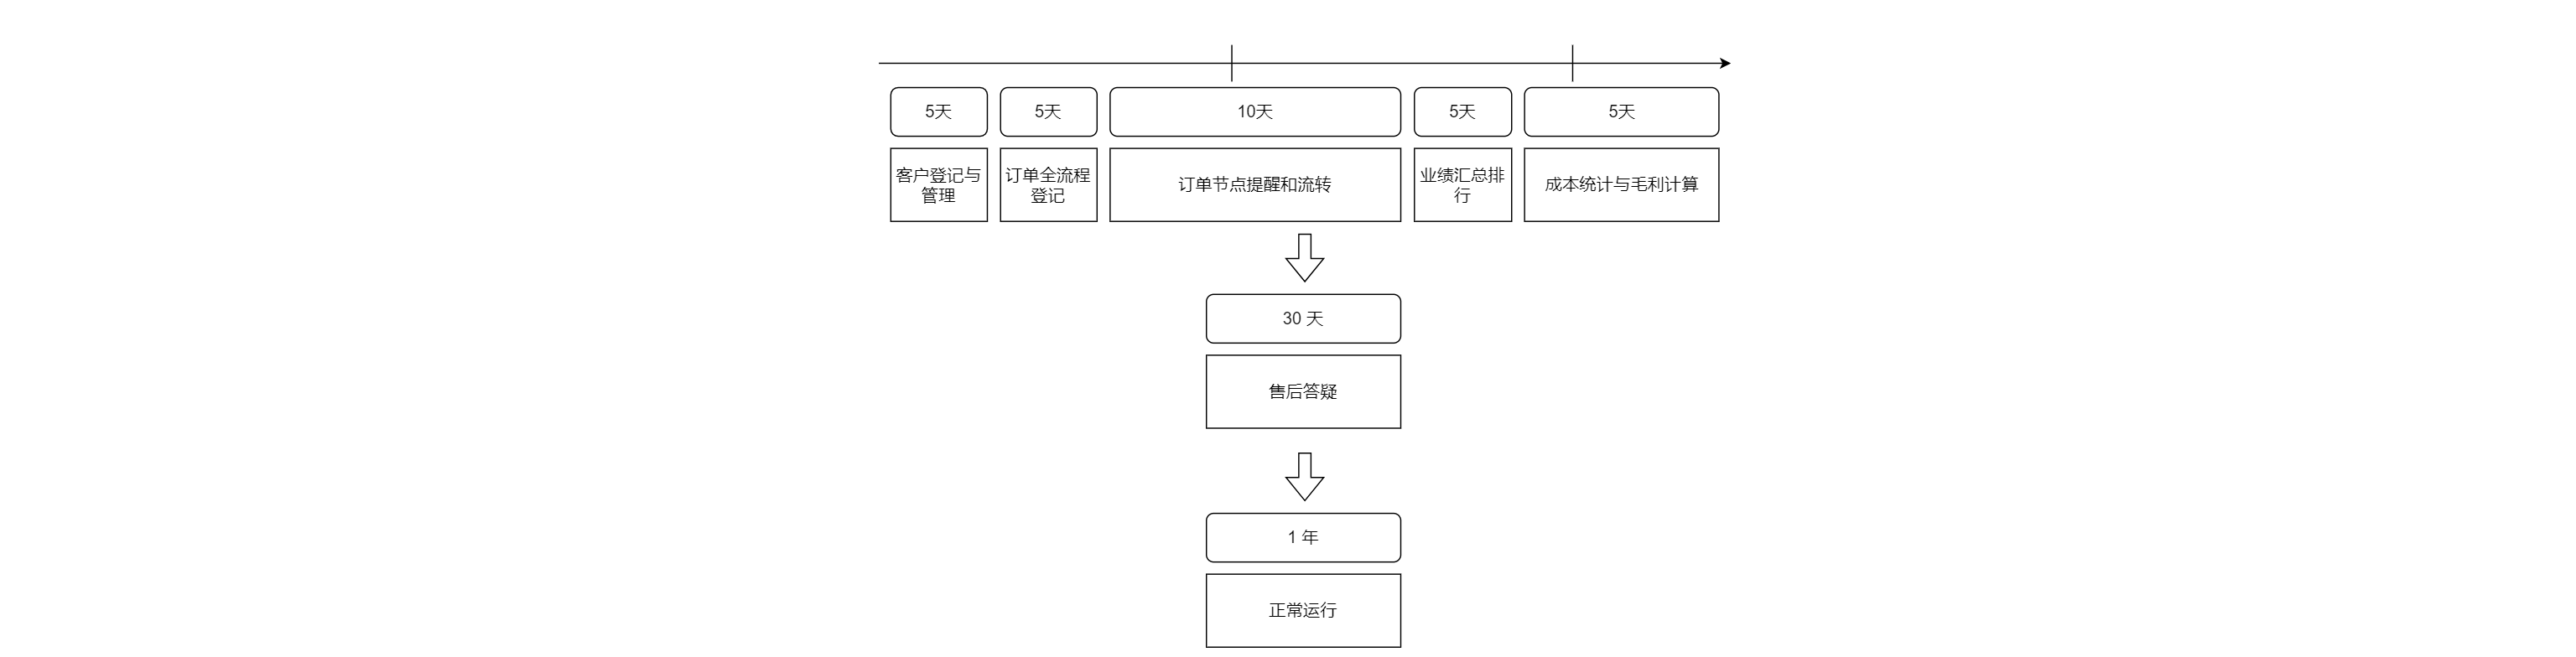 5天
5天
10天
5天
5天
客户登记与
管理
订单全流程
登记
订单节点提醒和流转
业绩汇总排
行
成本统计与毛利计算
30 天
售后答疑
1 年
正常运行